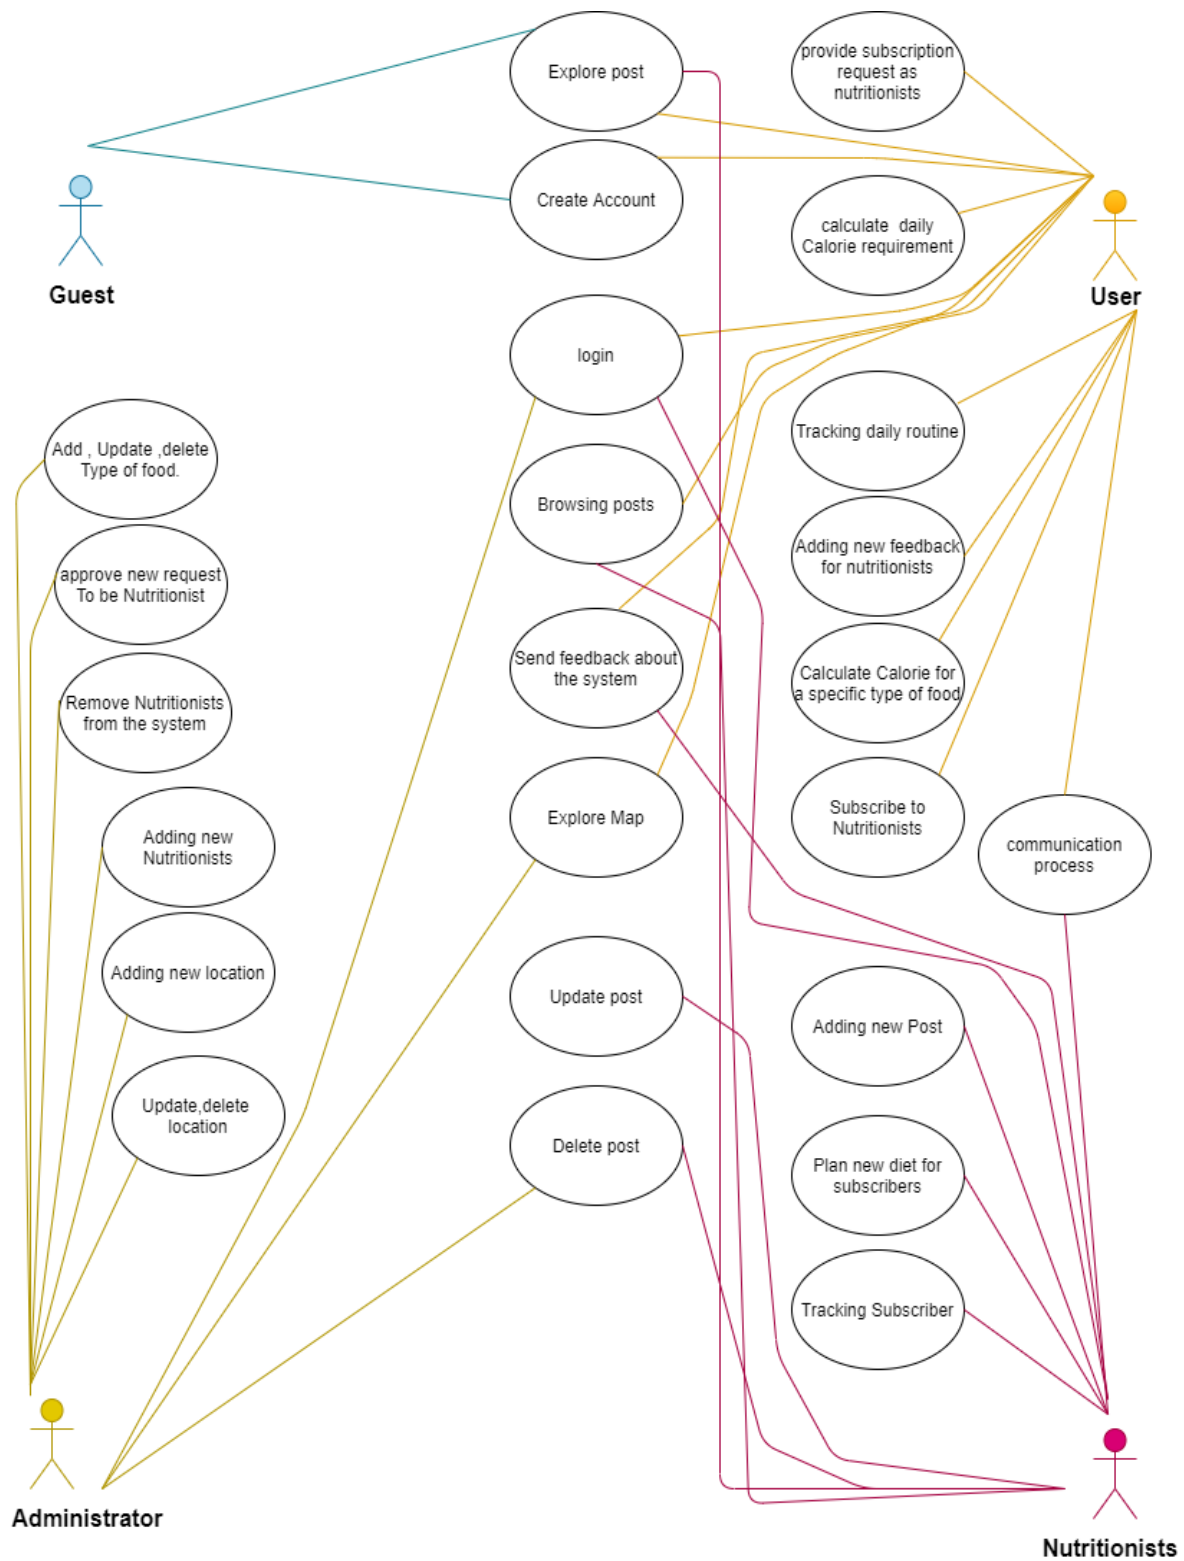 Explore post
provide subscription
request as
nutritionists
Create Account
calculate  daily
Calorie requirement
Guest
User
login
Tracking daily routine
Add , Update ,delete
Type of food.
Browsing posts
Adding new feedback
for nutritionists
approve new request
To be Nutritionist
Send feedback about
the system
Calculate Calorie for
a specific type of food
Remove Nutritionists
from the system
Explore Map
Subscribe to
Nutritionists
Adding new
Nutritionists
communication
process
Adding new location
Update post
Adding new Post
Update,delete
location
Delete post
Plan new diet for
subscribers
Tracking Subscriber
Administrator
Nutritionists